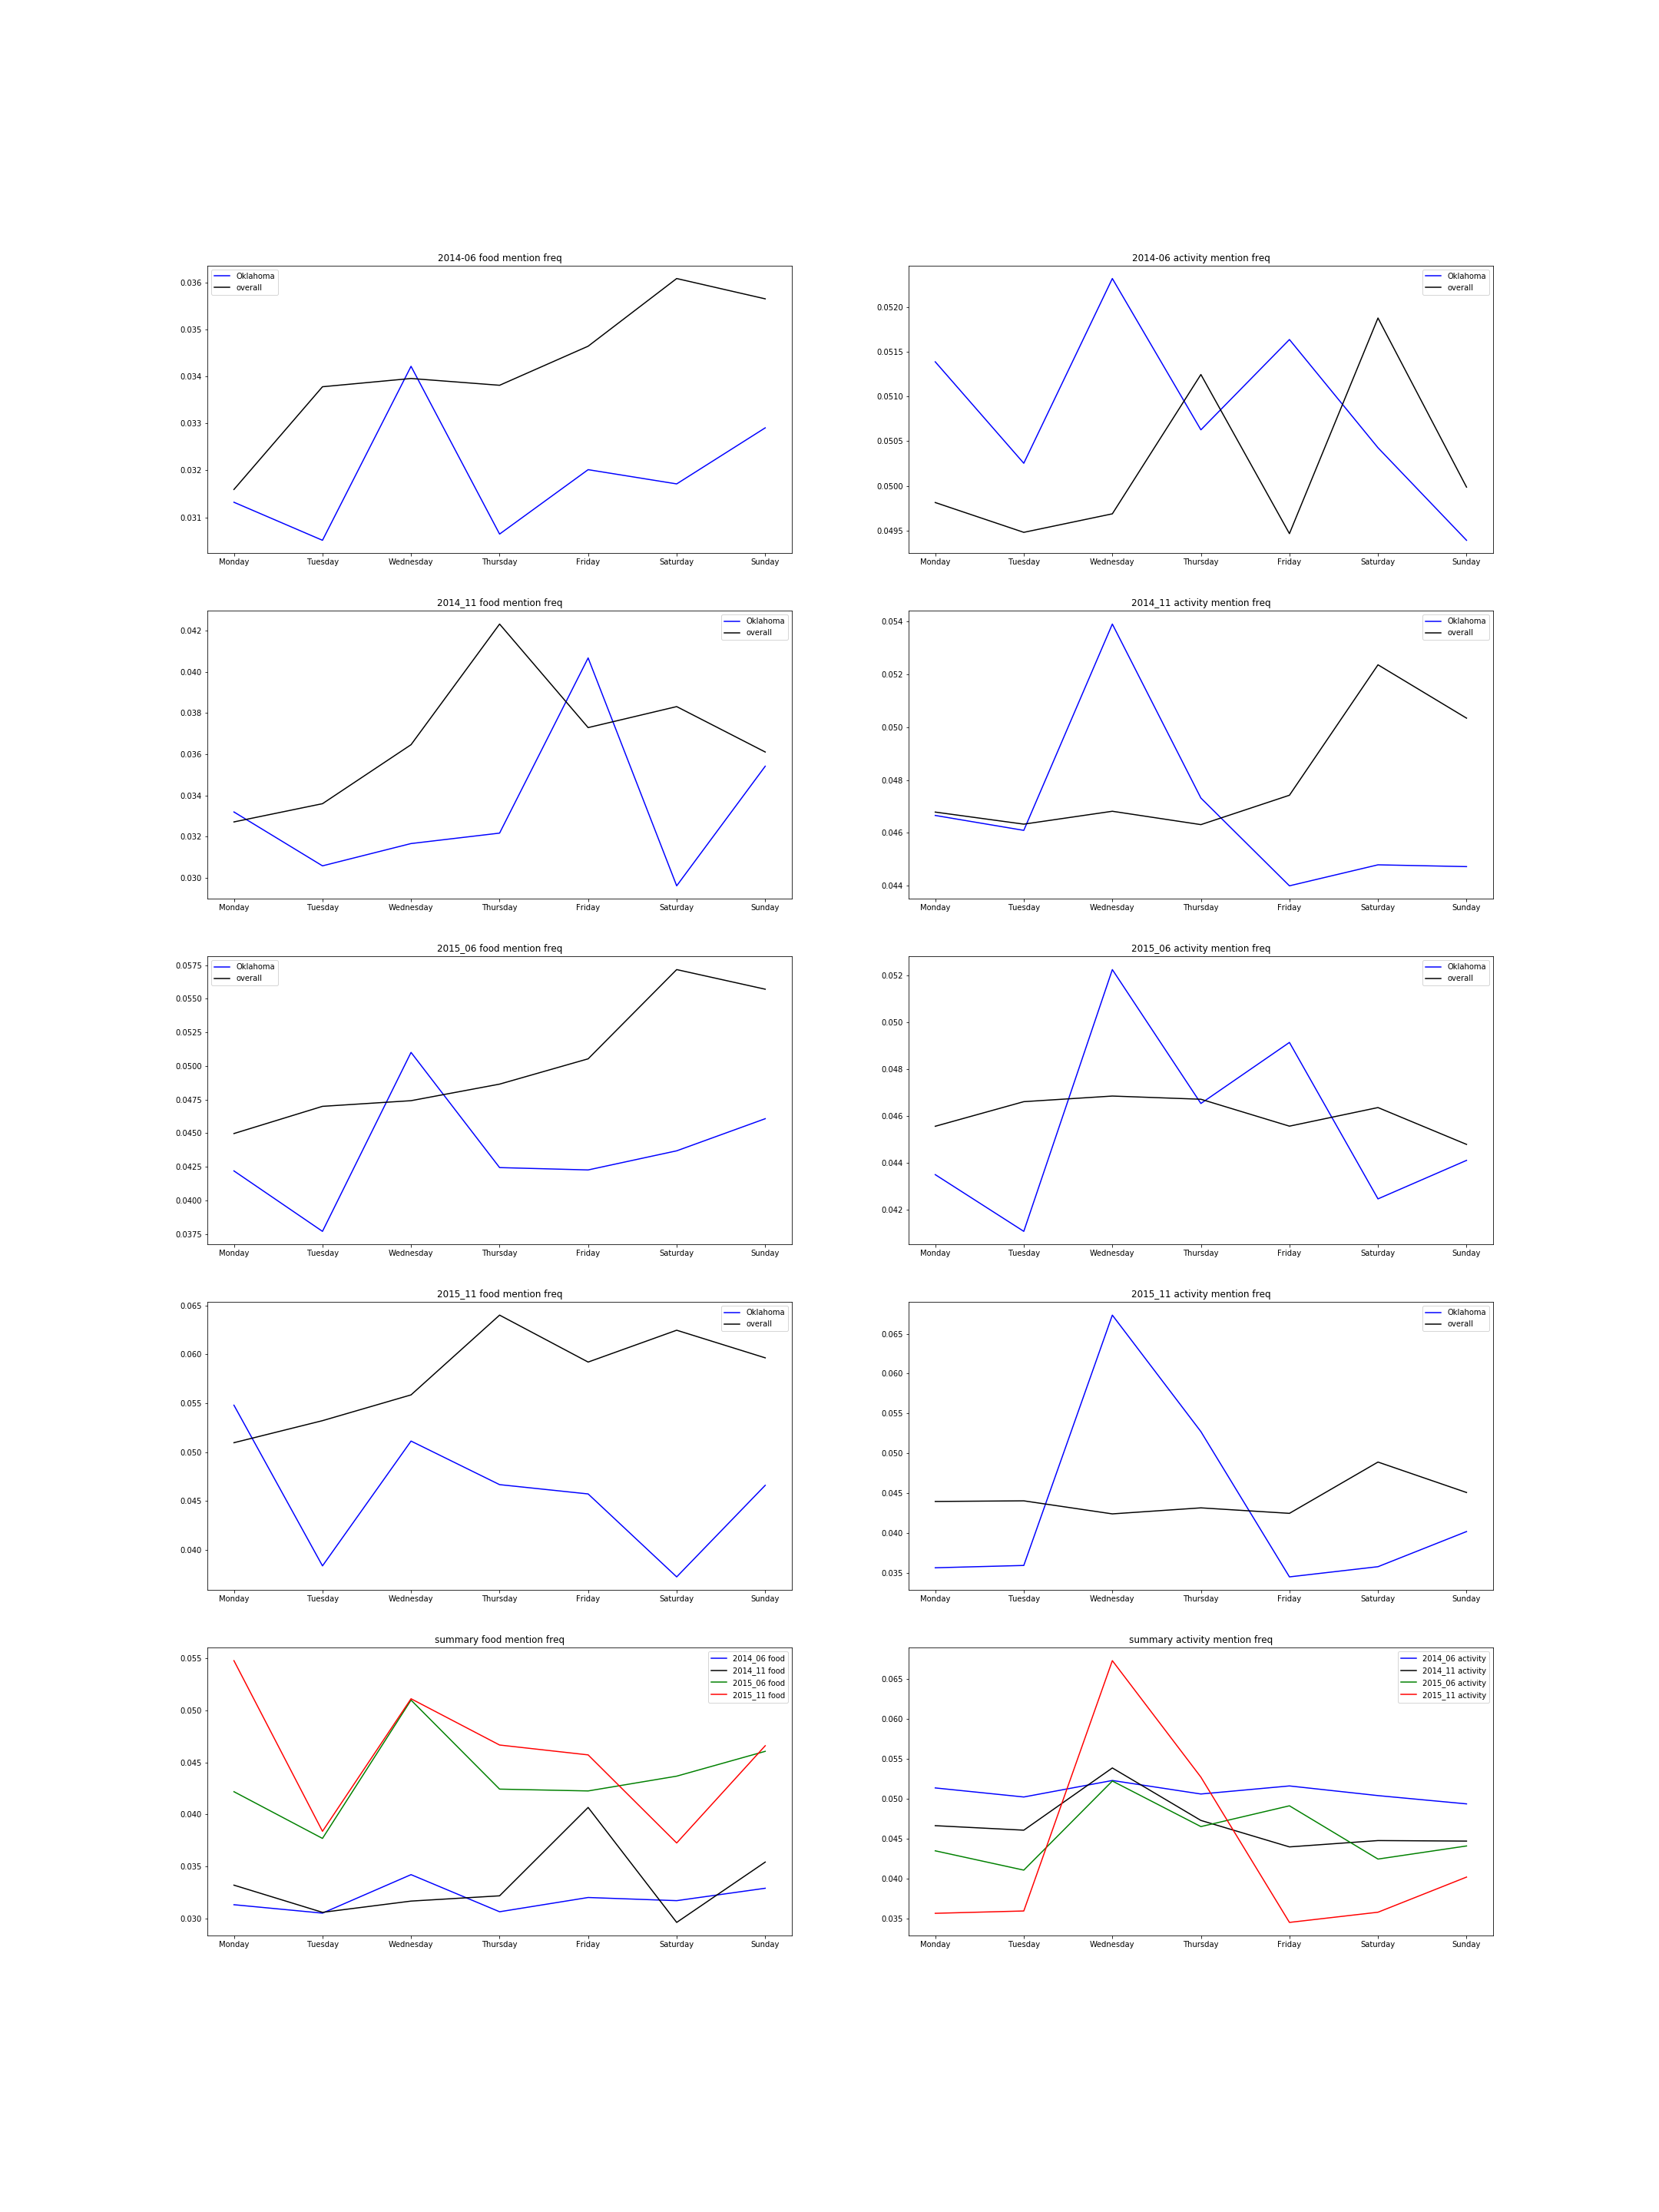 2014-06 food mention freq
Oklahoma
overall
0.036
0.035
0.034
0.033
0.032
0.031
Monday Tuesday Wednesday Thursday Friday Saturday Sunday
2014-06 activity mention freq
Oklahoma
overall
0.0520
0.0515
0.0510
0.0505
0.0500
0.0495
Monday Tuesday Wednesday Thursday Friday Saturday Sunday
2014_11 food mention freq
Oklahoma
overall
0.042
0.040
0.038
0.036
0.034
0.032
0.030
Monday Tuesday Wednesday Thursday Friday Saturday Sunday
2014_11 activity mention freq
Oklahoma
overall
0.054
0.052
0.050
0.048
0.046
0.044
Monday Tuesday Wednesday Thursday Friday Saturday Sunday
2015_06 food mention freq
Oklahoma
overall
0.0575
0.0550
0.0525
0.0500
0.0475
0.0450
0.0425
0.0400
0.0375
Monday Tuesday Wednesday Thursday Friday Saturday Sunday
2015_06 activity mention freq
Oklahoma
overall
0.052
0.050
0.048
0.046
0.044
0.042
Monday Tuesday Wednesday Thursday Friday Saturday Sunday
2015_11 food mention freq
Oklahoma
overall
0.065
0.060
0.055
0.050
0.045
0.040
Monday Tuesday Wednesday Thursday Friday Saturday Sunday
2015_11 activity mention freq
Oklahoma
overall
0.065
0.060
0.055
0.050
0.045
0.040
0.035
Monday Tuesday Wednesday Thursday Friday Saturday Sunday
summary food mention freq
2014_06 food
2014_11 food
2015_06 food
2015_11 food
0.055
0.050
0.045
0.040
0.035
0.030
Monday Tuesday Wednesday Thursday Friday Saturday Sunday
summary activity mention freq
2014_06 activity
2014_11 activity
2015_06 activity
2015_11 activity
0.065
0.060
0.055
0.050
0.045
0.040
0.035
Monday Tuesday Wednesday Thursday Friday Saturday Sunday